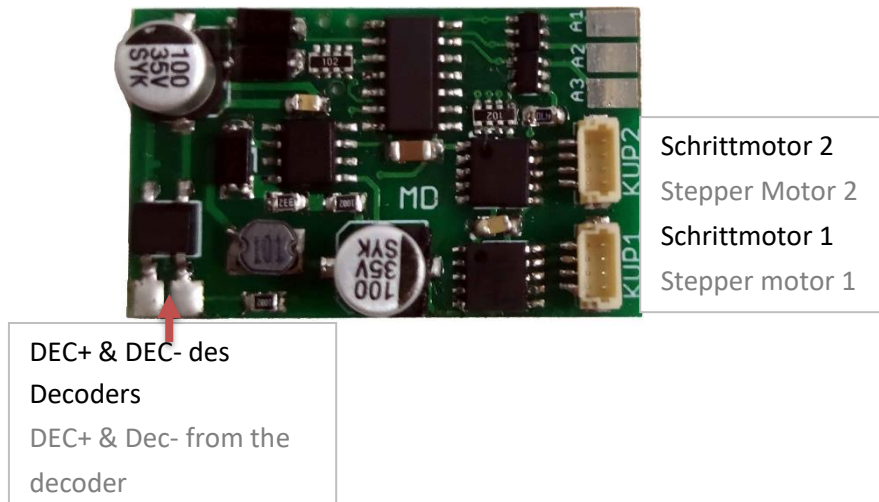 100
35V
SYK
102
A1
A2
A3
KUP2
MD
KUP1
101
100
35V
SYK
Schrittmotor 2
Stepper Motor 2
Schrittmotor 1
Stepper motor 1
DEC+ & DEC- des
Decoders
DEC+ & Dec- from the
decoder